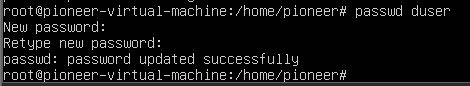 root@pioneer-virtual-machine:/home/pioneer# passwd duser
New password:
Retype new password:
passwd: password updated successfully
root@pioneer-virtual-machine:/home/pioneer#